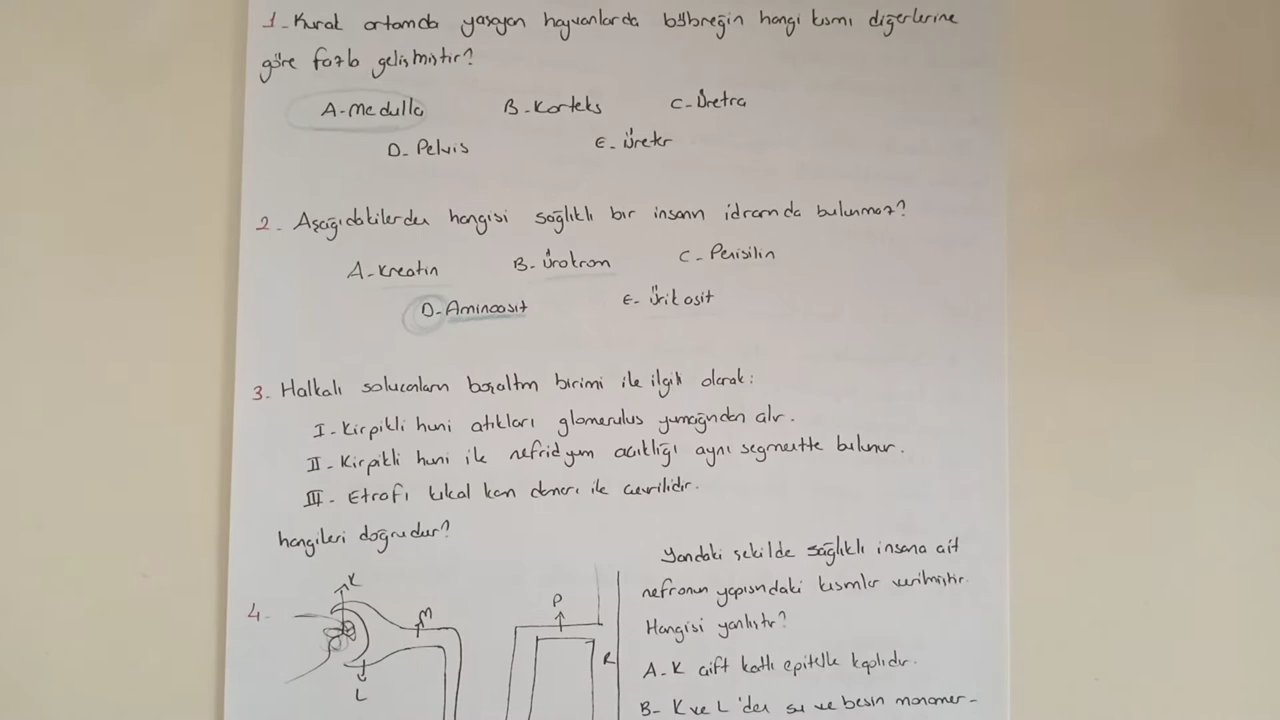 1- Kurak ortamda yaşayan hayvanlarda böbreğin hangi kısmı diğerlerine
göre fazla gelişmiştir?
A-Medulla B-Korteks C-Üretra
D-Pelvis E-Üreter
2- Aşağıdakilerden hangisi sağlıklı bir insanın idrarında bulunmaz?
A-Kreatin B-Ürokrom C-Penisilin
D-Aminoasit E-Ürik asit
3- Halkalı solucanların boşaltım birimi ile ilgili olarak:
I-Kirpikli huni atıkları glomerulus yumağından alır.
II-Kirpikli huni ile nefridyum açıklığı aynı segmentte bulunur.
III-Etrafı kılcal kan damarı ile çevrilidir.
hangileri doğrudur?
4-
K
M
L
P
R
Yandaki şekilde sağlıklı insana ait
nefronun yapısındaki kısımlar verilmiştir.
Hangisi yanlıştır?
A-K çift katlı epitelle kaplıdır.
B-K ve L'den su ve besin monomer-